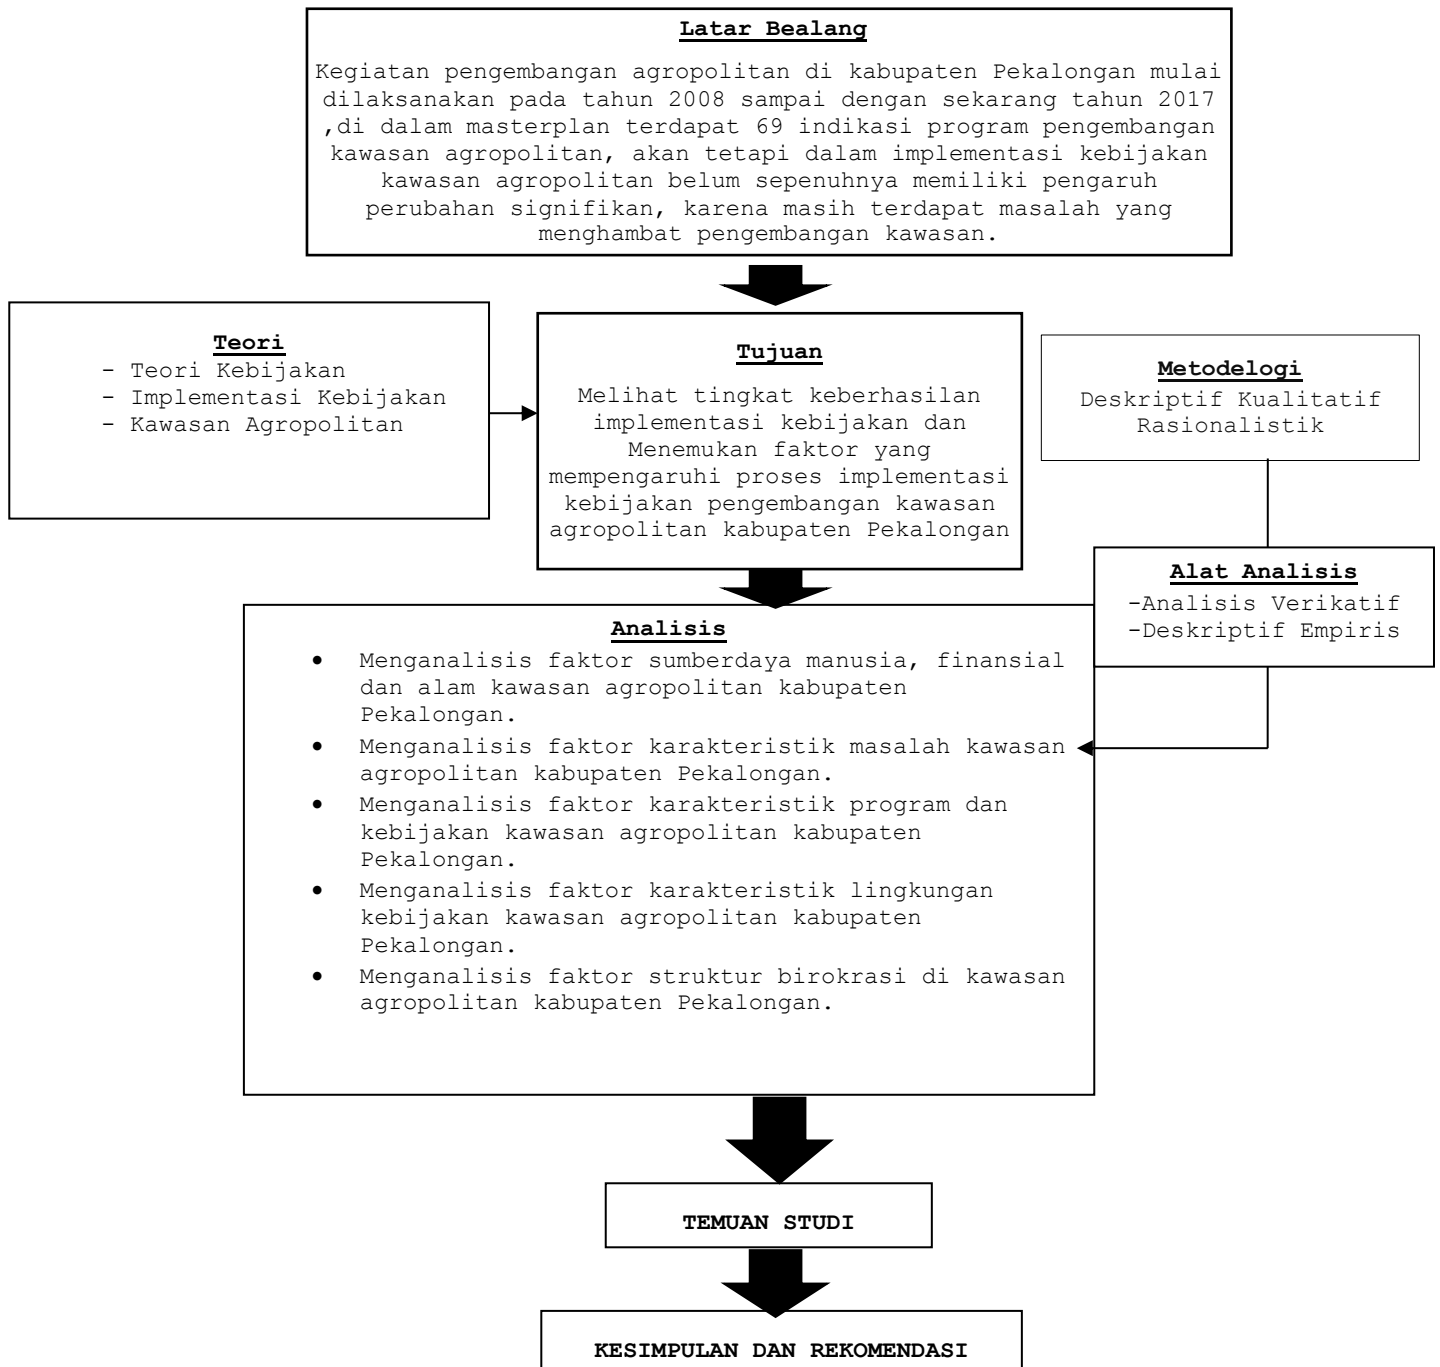 Latar Bealang
Kegiatan pengembangan agropolitan di kabupaten Pekalongan mulai
dilaksanakan pada tahun 2008 sampai dengan sekarang tahun 2017
,di dalam masterplan terdapat 69 indikasi program pengembangan
kawasan agropolitan, akan tetapi dalam implementasi kebijakan
kawasan agropolitan belum sepenuhnya memiliki pengaruh
perubahan signifikan, karena masih terdapat masalah yang
menghambat pengembangan kawasan.
Teori
- Teori Kebijakan
- Implementasi Kebijakan
- Kawasan Agropolitan
Tujuan
Melihat tingkat keberhasilan
implementasi kebijakan dan
Menemukan faktor yang
mempengaruhi proses implementasi
kebijakan pengembangan kawasan
agropolitan kabupaten Pekalongan
Metodelogi
Deskriptif Kualitatif
Rasionalistik
Alat Analisis
-Analisis Verikatif
-Deskriptif Empiris
Analisis
• Menganalisis faktor sumberdaya manusia, finansial
dan alam kawasan agropolitan kabupaten
Pekalongan.
• Menganalisis faktor karakteristik masalah kawasan
agropolitan kabupaten Pekalongan.
• Menganalisis faktor karakteristik program dan
kebijakan kawasan agropolitan kabupaten
Pekalongan.
• Menganalisis faktor karakteristik lingkungan
kebijakan kawasan agropolitan kabupaten
Pekalongan.
• Menganalisis faktor struktur birokrasi di kawasan
agropolitan kabupaten Pekalongan.
TEMUAN STUDI
KESIMPULAN DAN REKOMENDASI